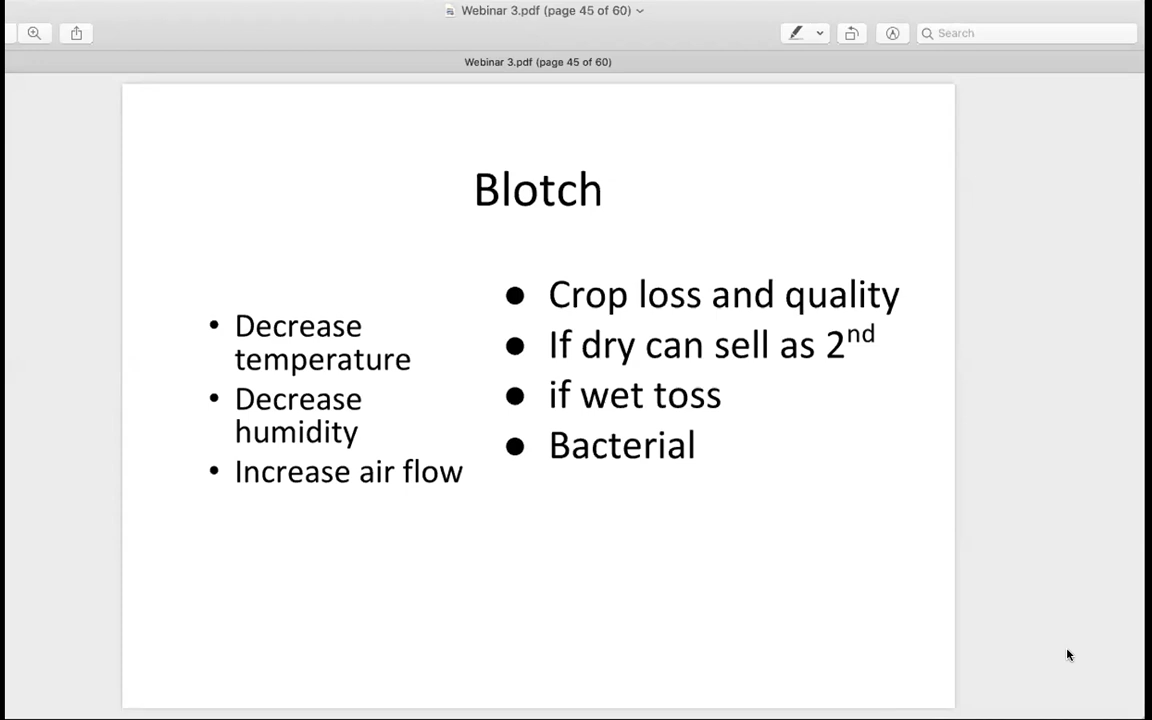 Webinar 3.pdf (page 45 of 60)
Search
Webinar 3.pdf (page 45 of 60)
Blotch
• Decrease
temperature
• Decrease
humidity
• Increase air flow
● Crop loss and quality
● If dry can sell as 2nd
● if wet toss
● Bacterial